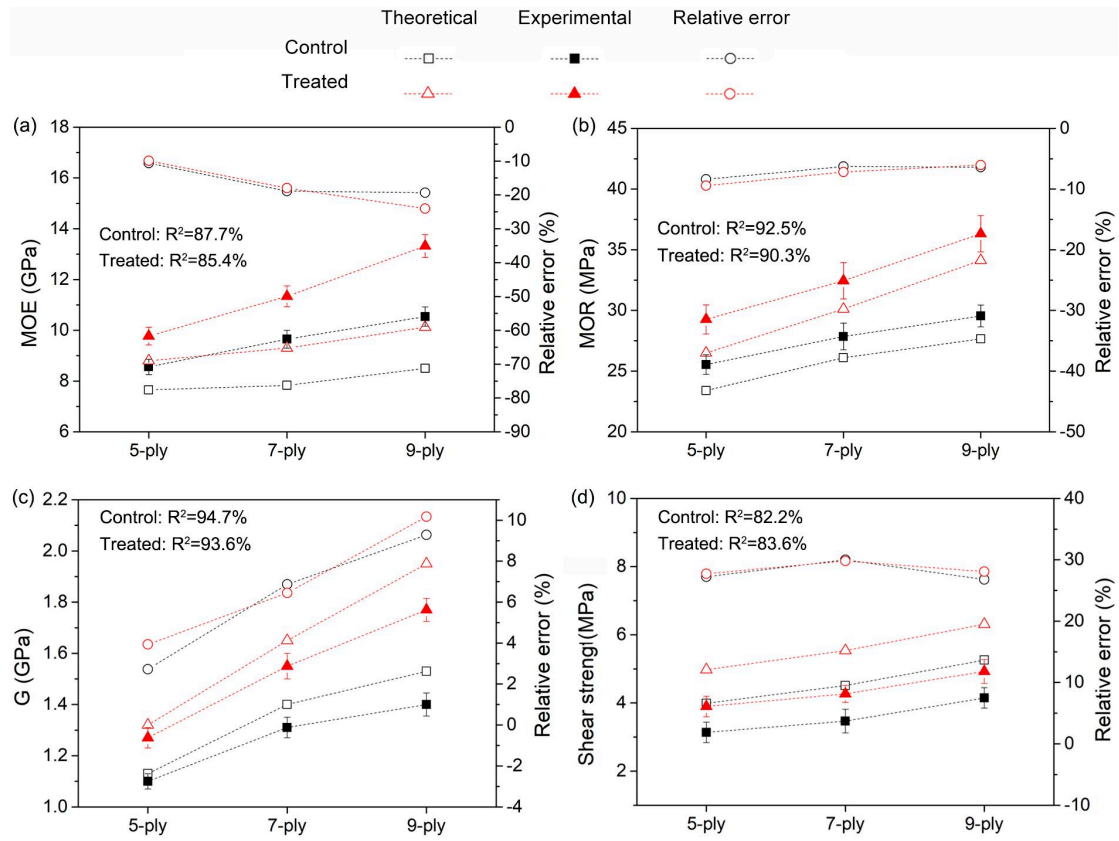 Theoretical Experimental Relative error
Control
Treated
(a)
18
16
14
12
10
8
6
MOE (GPa)
0
-10
-20
-30
-40
-50
-60
-70
-80
-90
Relative error (%)
Control: R²=87.7%
Treated: R²=85.4%
5-ply 7-ply 9-ply
(b)
45
40
35
30
25
20
MOR (MPa)
0
-10
-20
-30
-40
-50
Relative error (%)
Control: R²=92.5%
Treated: R²=90.3%
5-ply 7-ply 9-ply
(c)
2.2
2.0
1.8
1.6
1.4
1.2
1.0
G (GPa)
10
8
6
4
2
0
-2
-4
Relative error (%)
Control: R²=94.7%
Treated: R²=93.6%
5-ply 7-ply 9-ply
(d)
10
8
6
4
2
Shear strengl (MPa)
40
30
20
10
0
-10
Relative error (%)
Control: R²=82.2%
Treated: R²=83.6%
5-ply 7-ply 9-ply